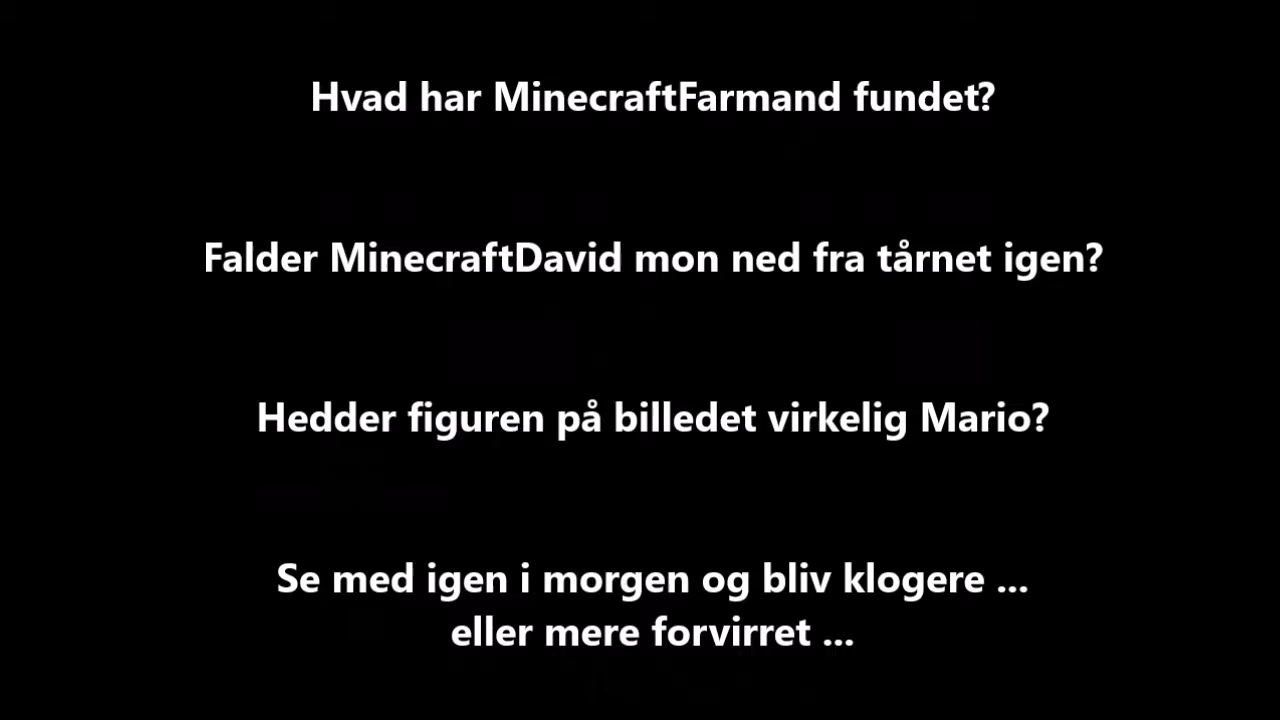 Hvad har MinecraftFarmand fundet?
Falder MinecraftDavid mon ned fra tårnet igen?
Hedder figuren på billedet virkelig Mario?
Se med igen i morgen og bliv klogere ...
eller mere forvirret ...